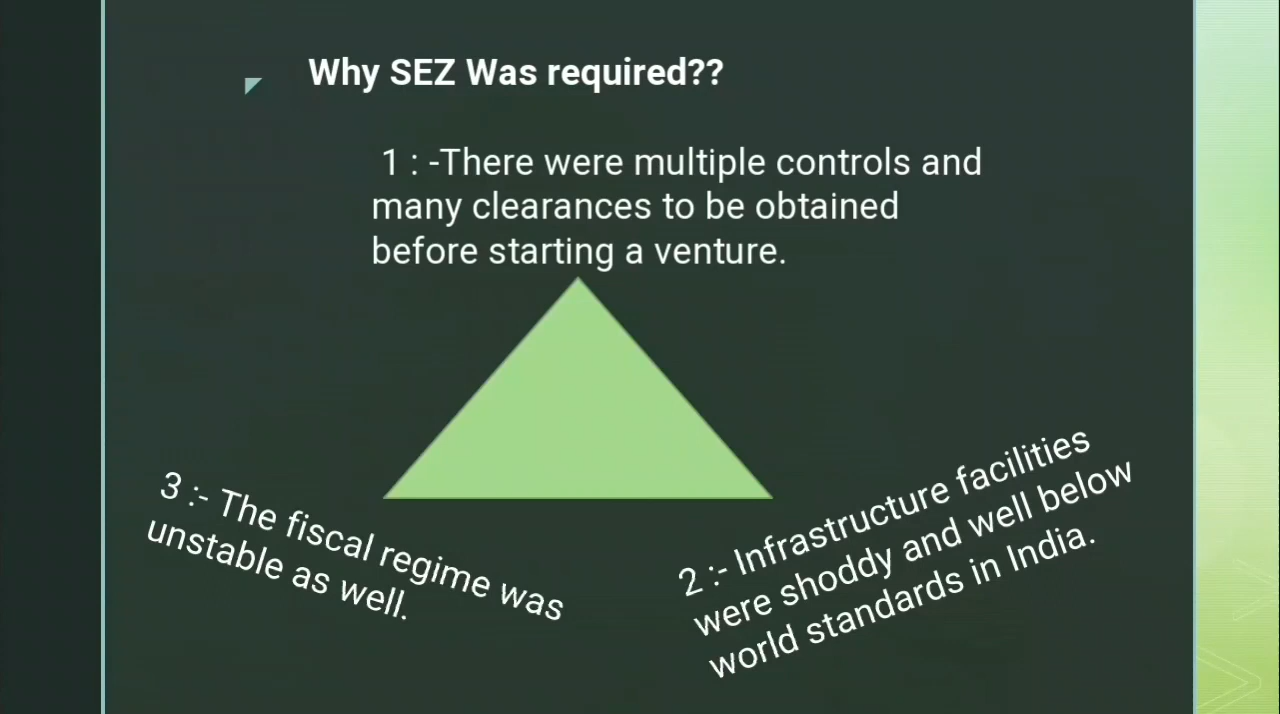 Why SEZ Was required??
1 : -There were multiple controls and
many clearances to be obtained
before starting a venture.
2 :- Infrastructure facilities
were shoddy and well below
world standards in India.
3 :- The fiscal regime was
unstable as well.